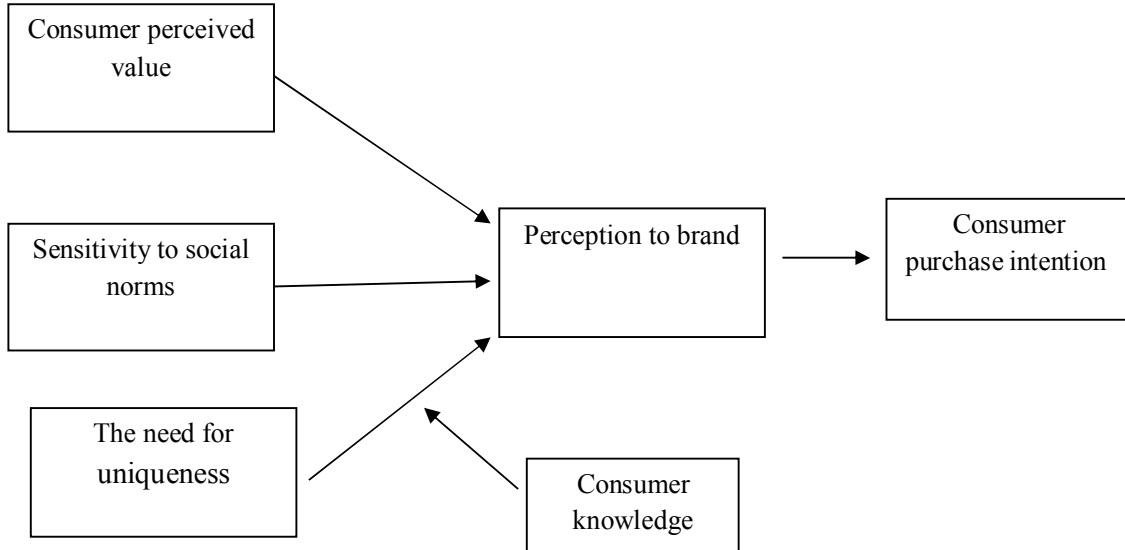 Consumer perceived
value
Sensitivity to social
norms
Perception to brand
Consumer
purchase intention
The need for
uniqueness
Consumer
knowledge